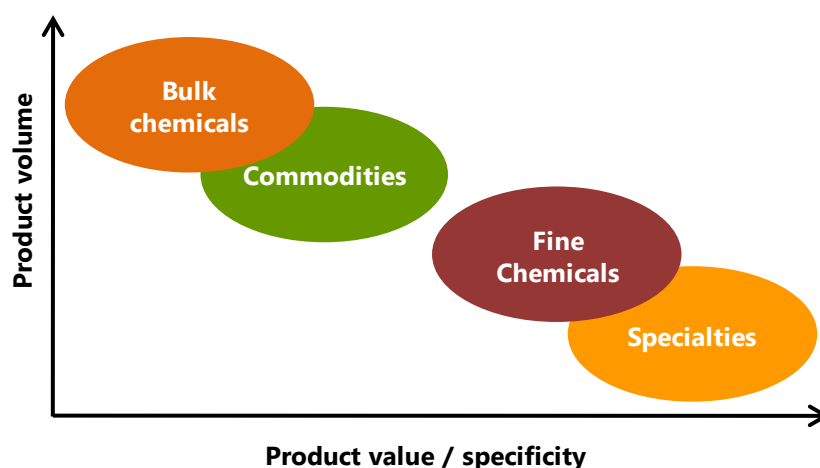 Product volume
Bulk
chemicals
Commodities
Fine
Chemicals
Specialties
Product value / specificity